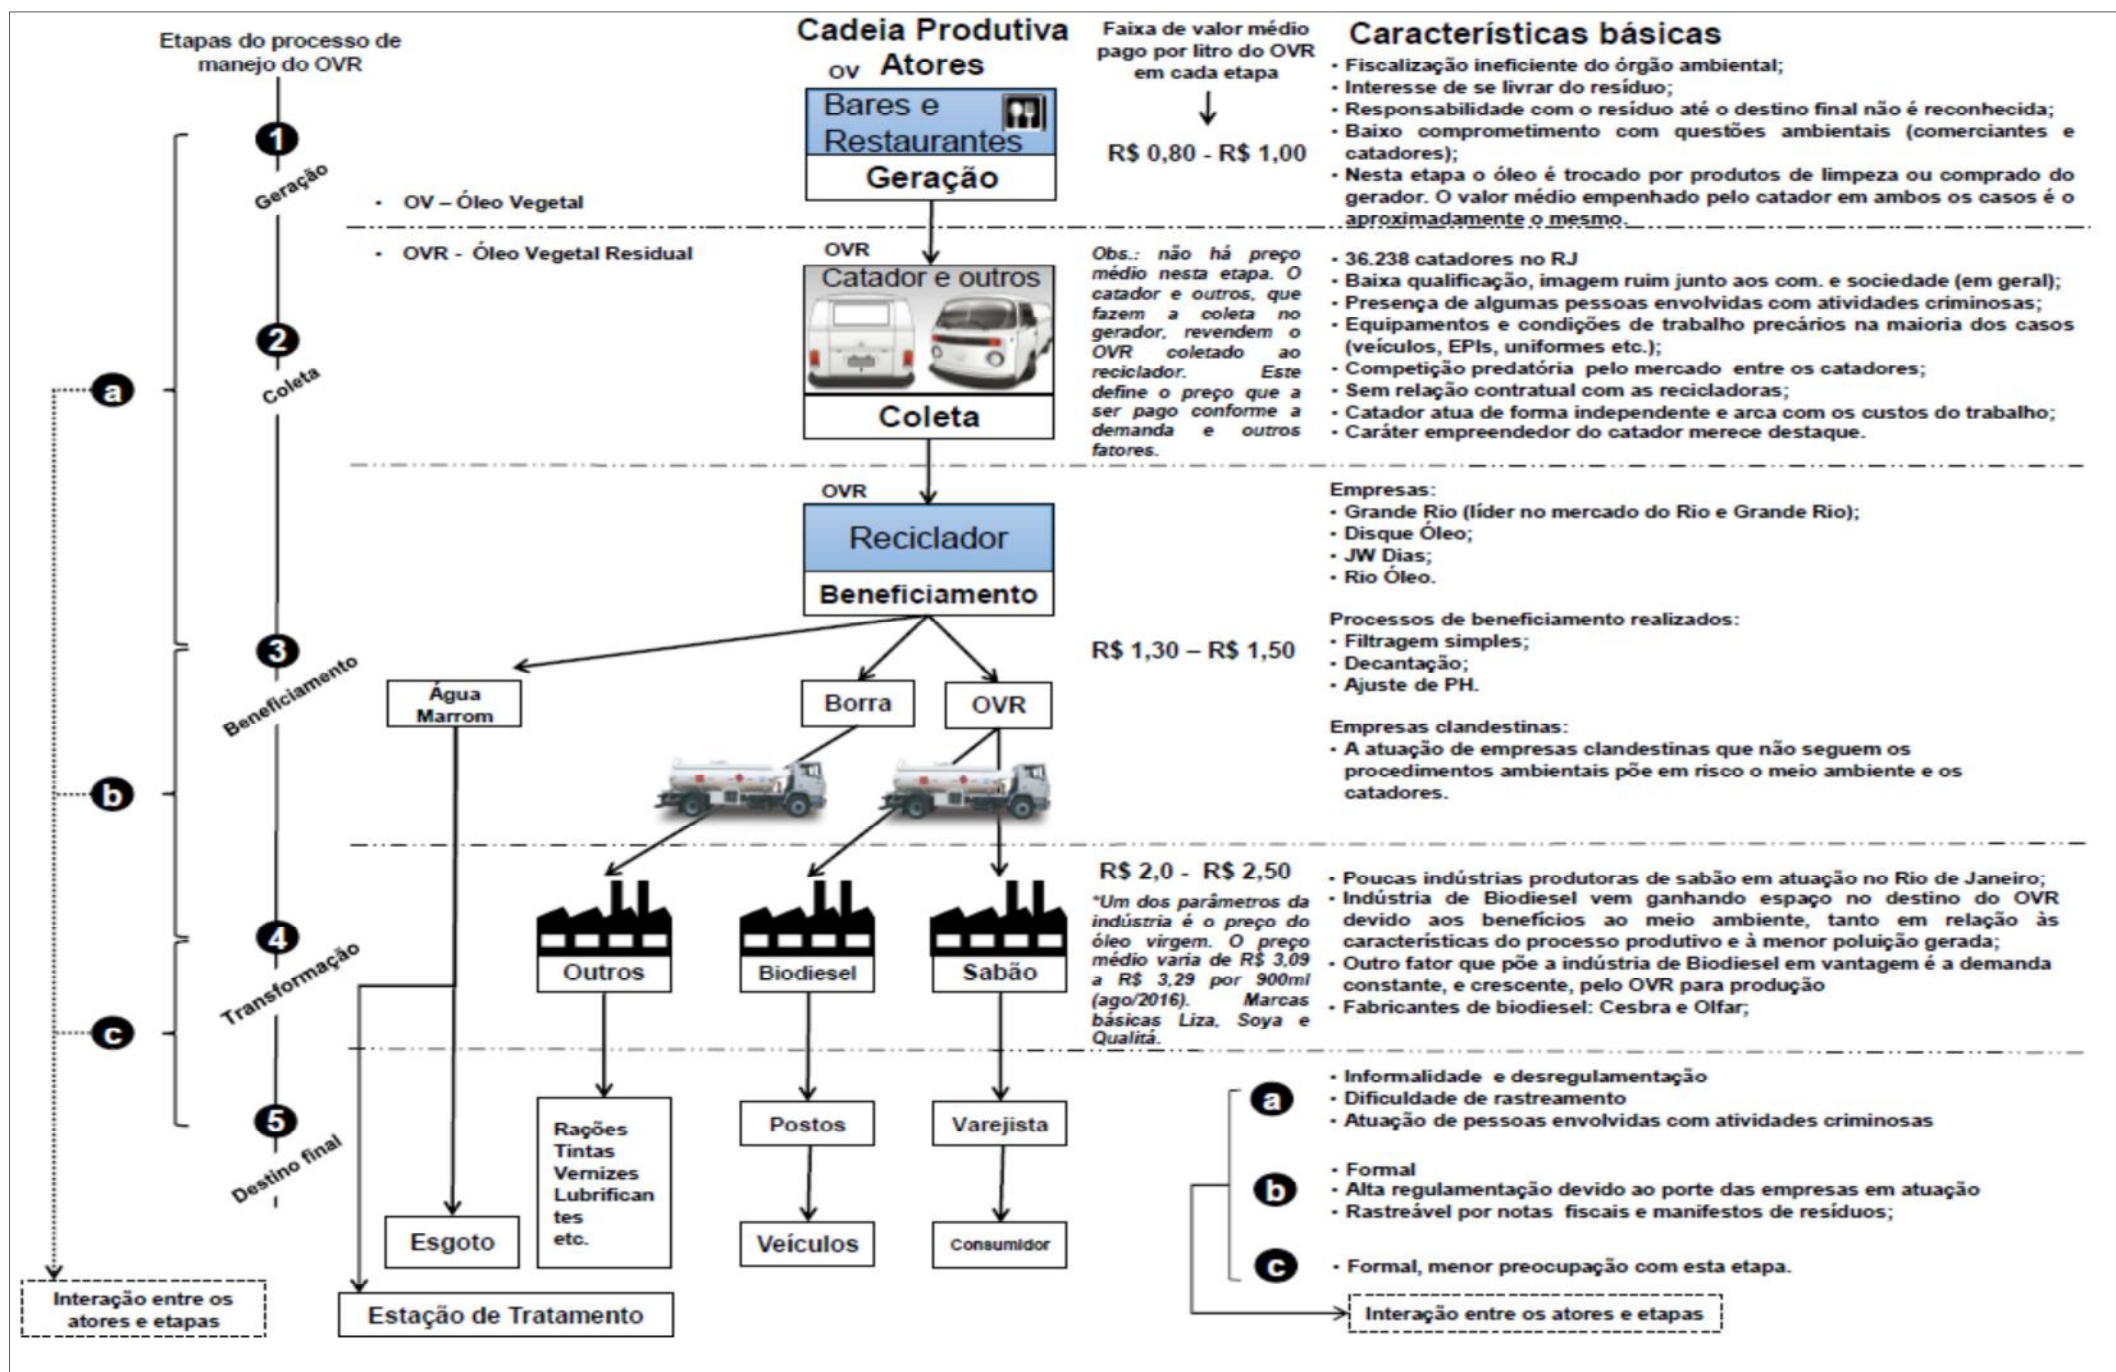 Etapas do processo de
manejo do OVR
1
Geração
2
Coleta
3
Beneficiamento
4
Transformação
5
Destino final
a
b
c
Interação entre os
atores e etapas
• OV – Óleo Vegetal
• OVR - Óleo Vegetal Residual
Cadeia Produtiva
Atores
OV
Bares e
Restaurantes
Geração
OVR
Catador e outros
Coleta
OVR
Reciclador
Beneficiamento
Água
Marrom
Borra
OVR
Outros
Biodiesel
Sabão
Rações
Tintas
Vernizes
Lubrifican
tes
etc.
Postos
Varejista
Esgoto
Veículos
Consumidor
Estação de Tratamento
Faixa de valor médio
pago por litro do OVR
em cada etapa
R$ 0,80 - R$ 1,00
Obs.: não há preço
médio nesta etapa. O
catador e outros, que
fazem a coleta no
gerador, revendem o
OVR coletado ao
reciclador. Este
define o preço que a
ser pago conforme a
demanda e outros
fatores.
R$ 1,30 – R$ 1,50
R$ 2,0 - R$ 2,50
*Um dos parâmetros da
indústria é o preço do
óleo virgem. O preço
médio varia de R$ 3,09
a R$ 3,29 por 900ml
(ago/2016). Marcas
básicas Liza, Soya e
Qualitá.
Características básicas
• Fiscalização ineficiente do órgão ambiental;
• Interesse de se livrar do resíduo;
• Responsabilidade com o resíduo até o destino final não é reconhecida;
• Baixo comprometimento com questões ambientais (comerciantes e
catadores);
• Nesta etapa o óleo é trocado por produtos de limpeza ou comprado do
gerador. O valor médio empenhado pelo catador em ambos os casos é o
aproximadamente o mesmo.
• 36.238 catadores no RJ
• Baixa qualificação, imagem ruim junto aos com. e sociedade (em geral);
• Presença de algumas pessoas envolvidas com atividades criminosas;
• Equipamentos e condições de trabalho precários na maioria dos casos
(veículos, EPIs, uniformes etc.);
• Competição predatória pelo mercado entre os catadores;
• Sem relação contratual com as recicladoras;
• Catador atua de forma independente e arca com os custos do trabalho;
• Caráter empreendedor do catador merece destaque.
Empresas:
• Grande Rio (líder no mercado do Rio e Grande Rio);
• Disque Óleo;
• JW Dias;
• Rio Óleo.
Processos de beneficiamento realizados:
• Filtragem simples;
• Decantação;
• Ajuste de PH.
Empresas clandestinas:
• A atuação de empresas clandestinas que não seguem os
procedimentos ambientais põe em risco o meio ambiente e os
catadores.
• Poucas indústrias produtoras de sabão em atuação no Rio de Janeiro;
• Indústria de Biodiesel vem ganhando espaço no destino do OVR
devido aos benefícios ao meio ambiente, tanto em relação às
características do processo produtivo e à menor poluição gerada;
• Outro fator que põe a indústria de Biodiesel em vantagem é a demanda
constante, e crescente, pelo OVR para produção
• Fabricantes de biodiesel: Cesbra e Olfar;
a
• Informalidade e desregulamentação
• Dificuldade de rastreamento
• Atuação de pessoas envolvidas com atividades criminosas
b
• Formal
• Alta regulamentação devido ao porte das empresas em atuação
• Rastreável por notas fiscais e manifestos de resíduos;
c
• Formal, menor preocupação com esta etapa.
Interação entre os atores e etapas